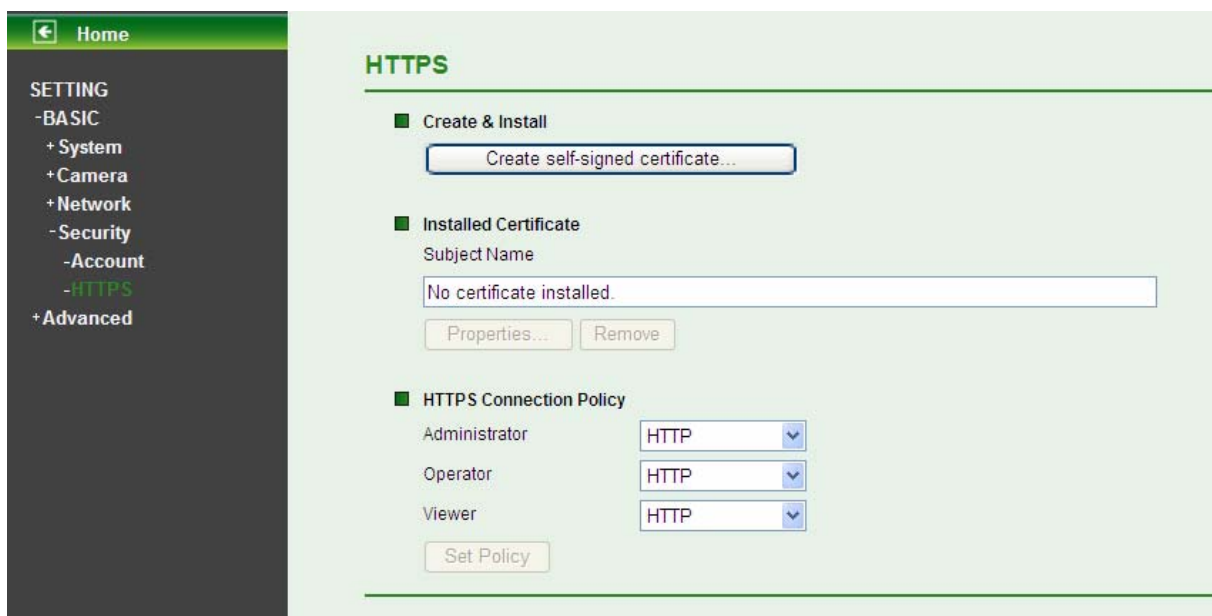 Home
SETTING
-BASIC
+System
+Camera
+Network
-Security
-Account
-HTTPS
+Advanced
HTTPS
Create & Install
Create self-signed certificate...
Installed Certificate
Subject Name
No certificate installed.
Properties... Remove
HTTPS Connection Policy
Administrator HTTP
Operator HTTP
Viewer HTTP
Set Policy